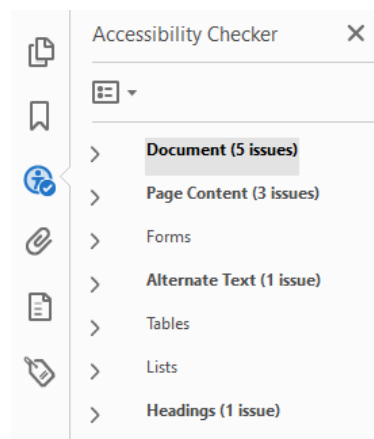 Accessibility Checker
Document (5 issues)
Page Content (3 issues)
Forms
Alternate Text (1 issue)
Tables
Lists
Headings (1 issue)